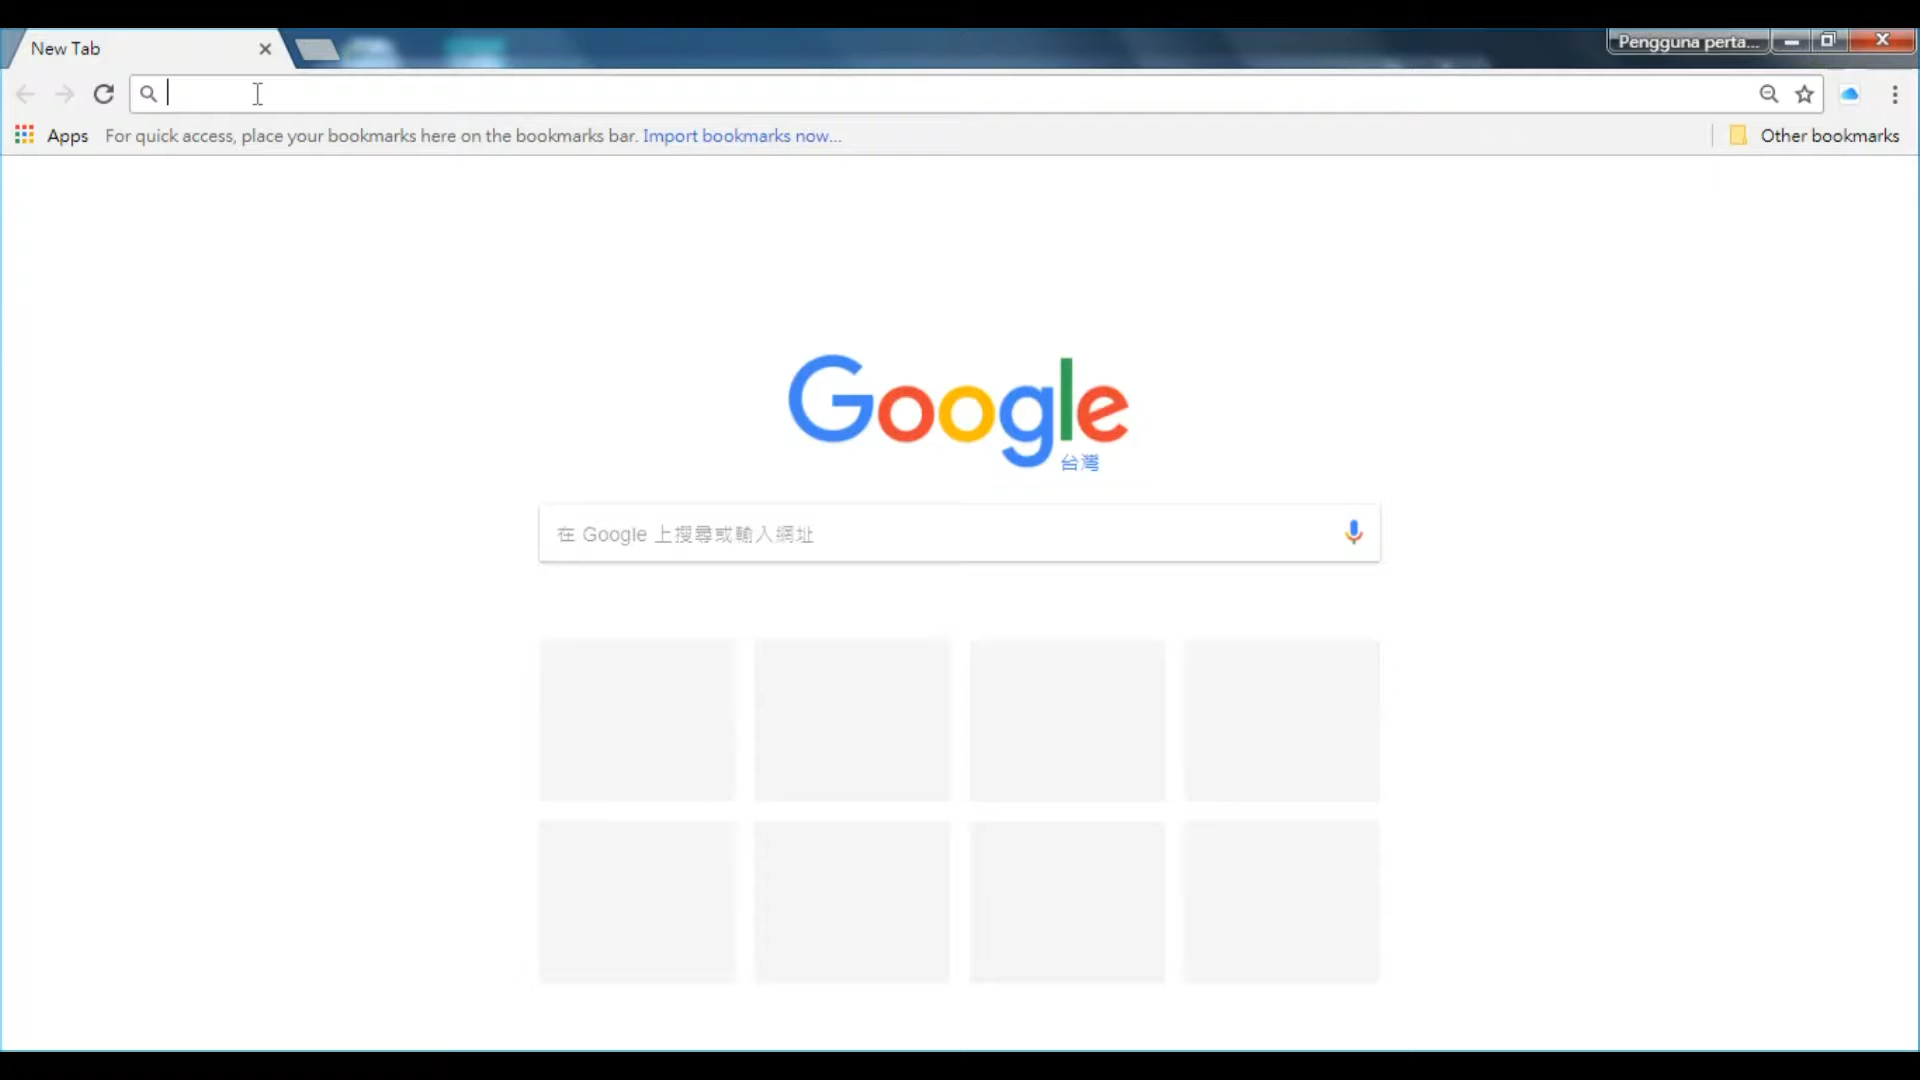 New Tab
Pengguna perta...
Apps
For quick access, place your bookmarks here on the bookmarks bar. Import bookmarks now...
Other bookmarks
Google
台灣
在 Google 上搜尋或輸入網址